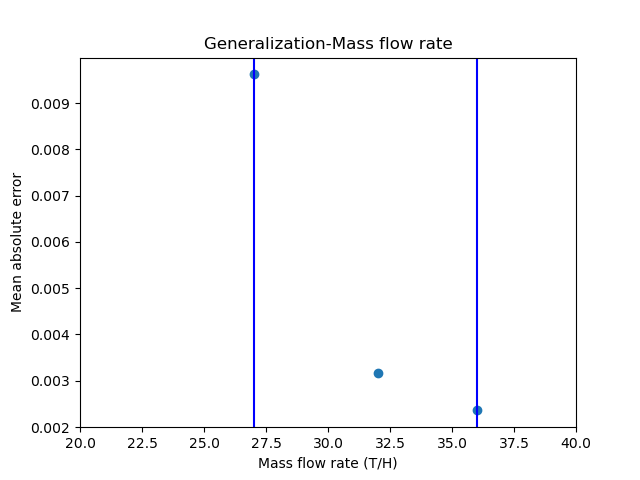 Generalization-Mass flow rate
Mean absolute error
0.009
0.008
0.007
0.006
0.005
0.004
0.003
0.002
20.0 22.5 25.0 27.5 30.0 32.5 35.0 37.5 40.0
Mass flow rate (T/H)